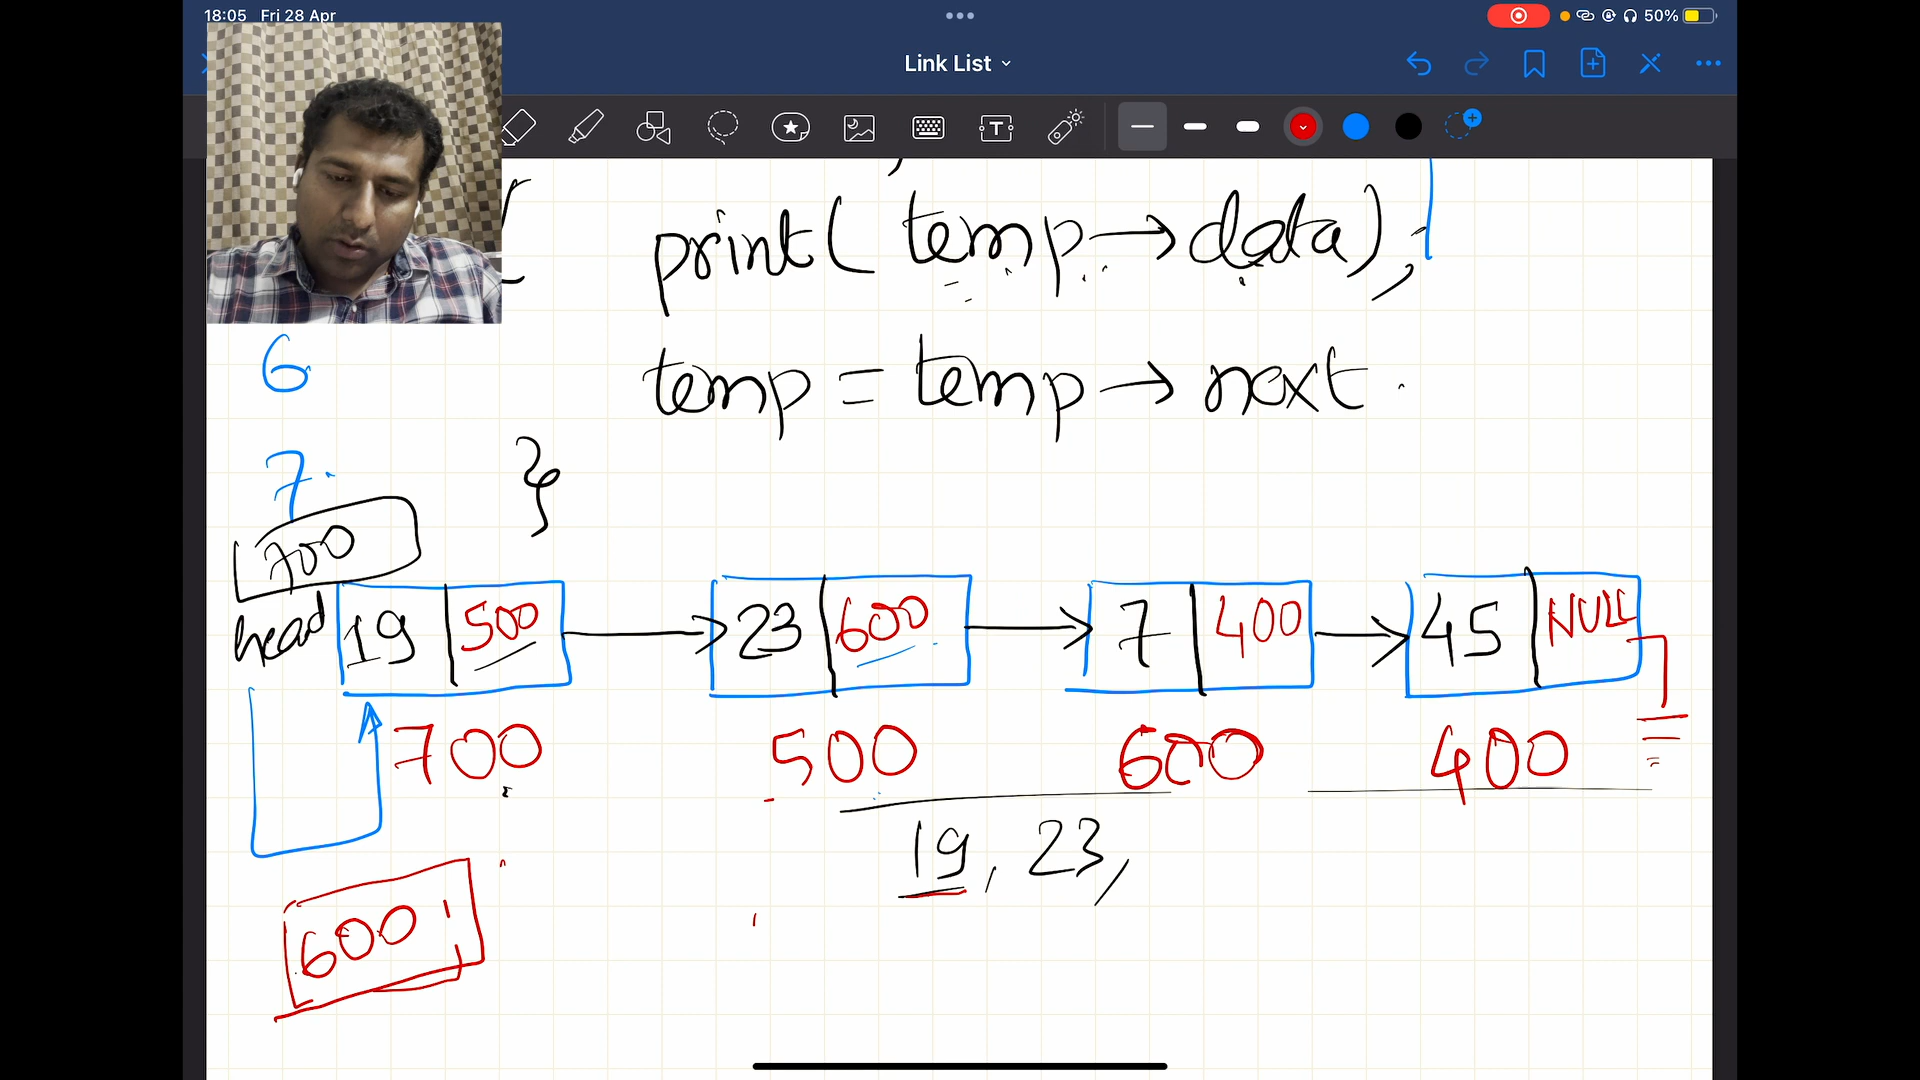 18:05 Fri 28 Apr
50%
Link List
T
print( temp→data);
6
temp = temp→next
7
}
700
head
19 500 → 23 600 → 7 400 → 45 NULL
700 500 600 400
19, 23,
600